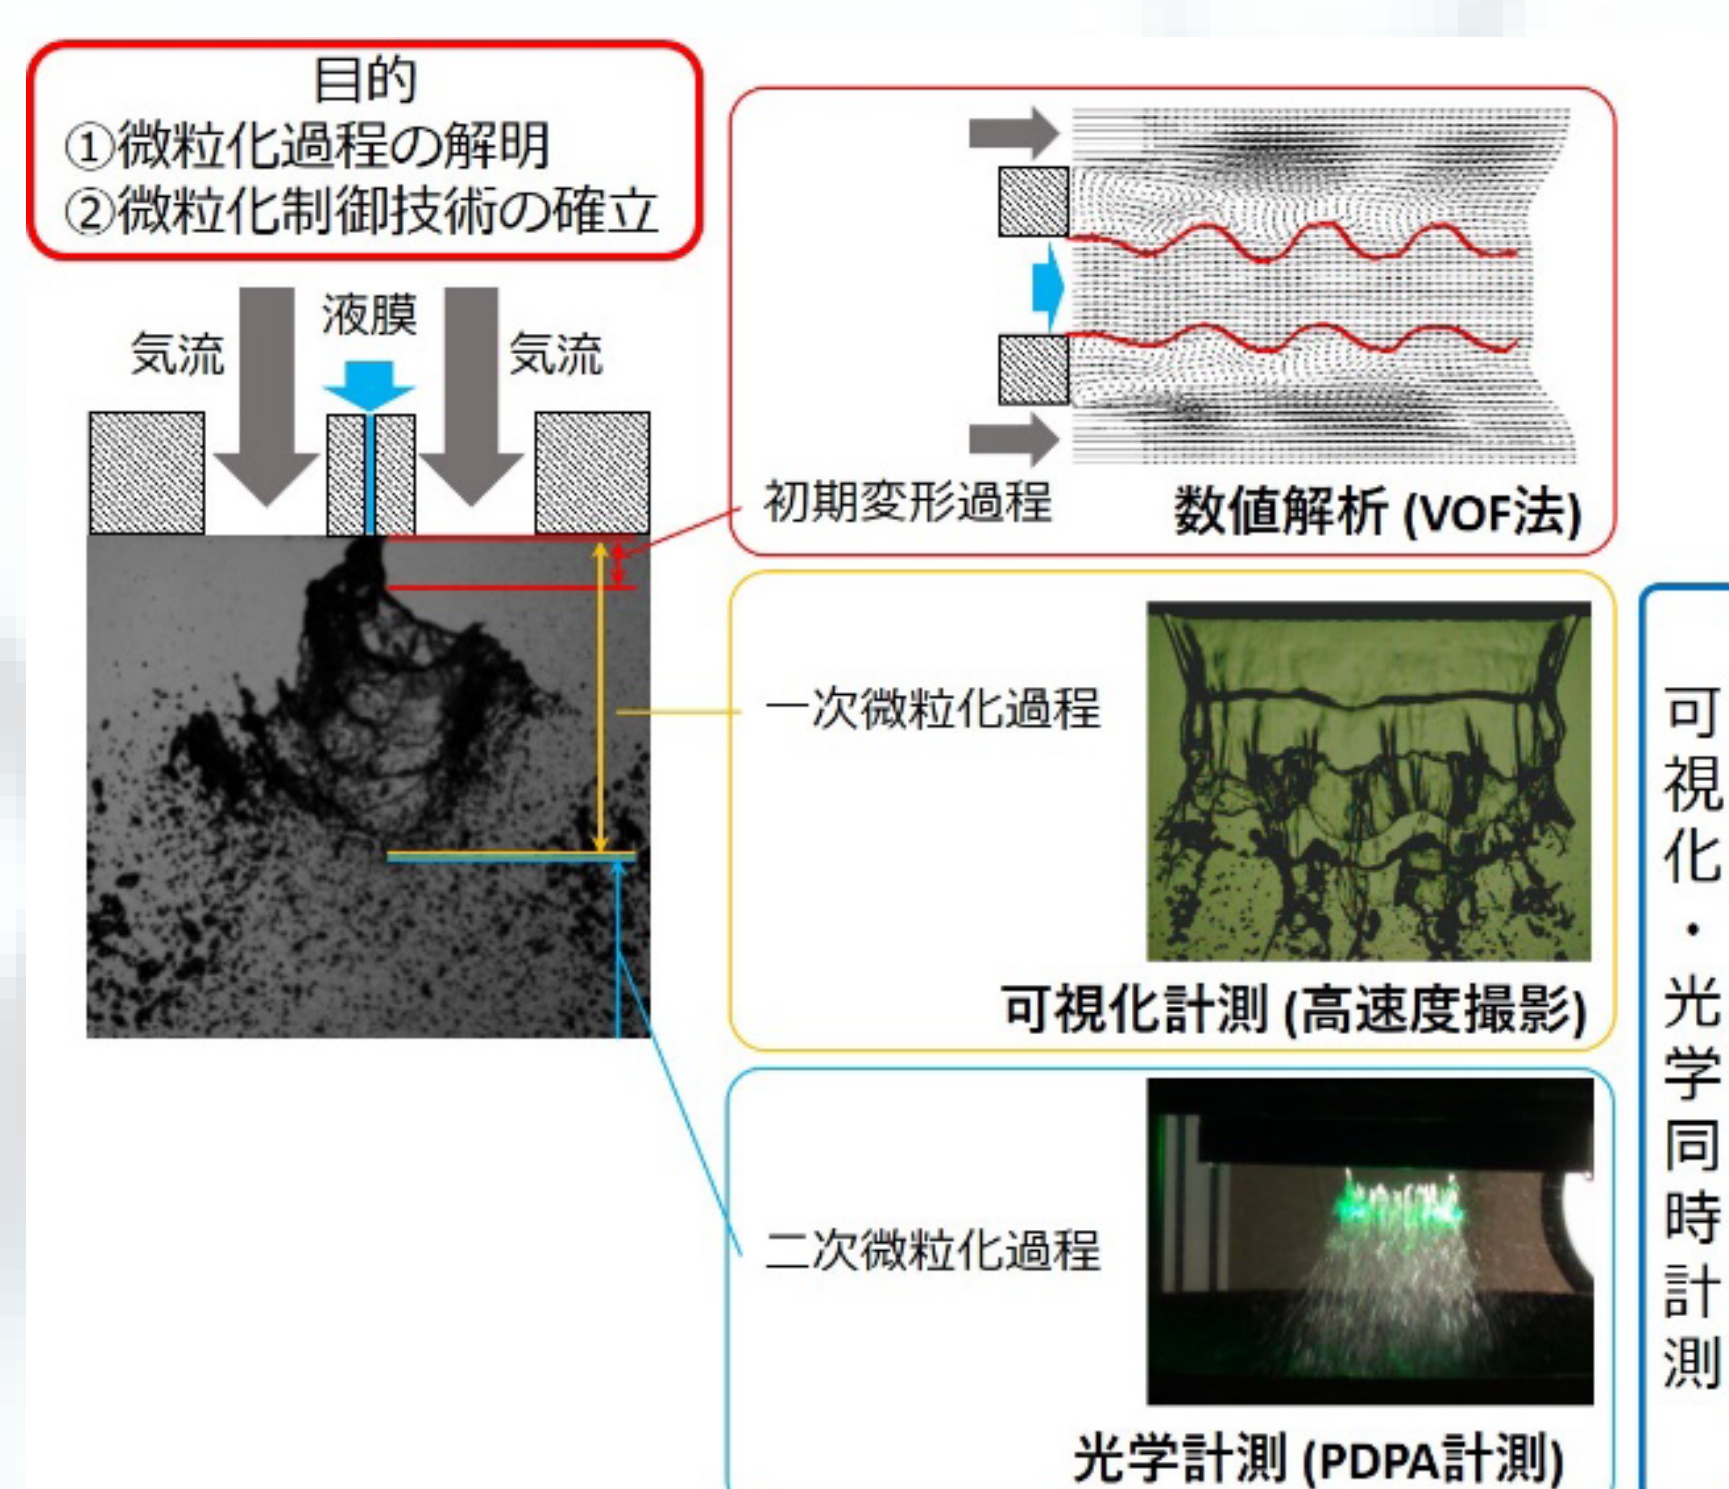 目的
①微粒化過程の解明
②微粒化制御技術の確立
液膜
気流
気流
初期変形過程
数値解析 (VOF法)
一次微粒化過程
可視化計測 (高速度撮影)
二次微粒化過程
光学計測 (PDPA計測)
可視化・光学同時計測